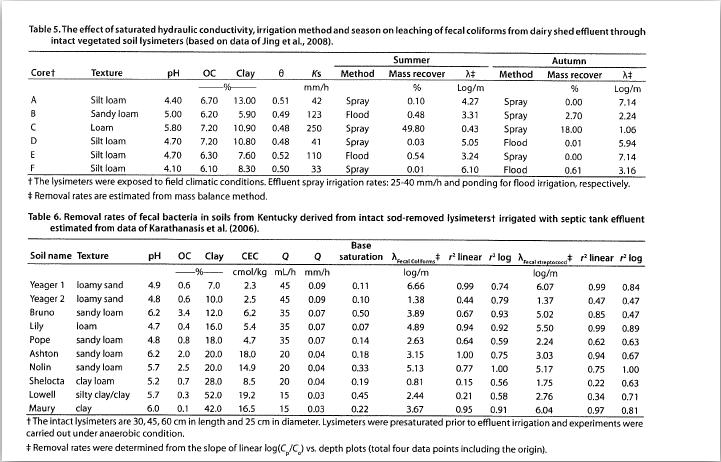 Table 5. The effect of saturated hydraulic conductivity, irrigation method and season on leaching of fecal coliforms from dairy shed effluent through
intact vegetated soil lysimeters (based on data of Jing et al., 2008).
Summer Autumn
Core† Texture pH OC Clay θ Ks Method Mass recover λ‡ Method Mass recover λ‡
—%— mm/h % Log/m % Log/m
A Silt loam 4.40 6.70 13.00 0.51 42 Spray 0.10 4.27 Spray 0.00 7.14
B Sandy loam 5.00 6.20 5.90 0.49 123 Flood 0.48 3.31 Spray 2.70 2.24
C Loam 5.80 7.20 10.90 0.48 250 Spray 49.80 0.43 Spray 18.00 1.06
D Silt loam 4.70 7.20 10.80 0.48 41 Spray 0.03 5.05 Flood 0.01 5.94
E Silt loam 4.70 6.30 7.60 0.52 110 Flood 0.54 3.24 Spray 0.00 7.14
F Silt loam 4.10 6.10 8.30 0.50 33 Spray 0.01 6.10 Flood 0.61 3.16
† The lysimeters were exposed to field climatic conditions. Effluent spray irrigation rates: 25-40 mm/h and ponding for flood irrigation, respectively.
‡ Removal rates are estimated from mass balance method.
Table 6. Removal rates of fecal bacteria in soils from Kentucky derived from intact sod-removed lysimeters† irrigated with septic tank effluent
estimated from data of Karathanasis et al. (2006).
Base
Soil name Texture pH OC Clay CEC Q Q saturation λFecal Coliforms‡ r² linear r² log λFecal streptococci‡ r² linear r² log
—%— cmol/kg mL/h mm/h log/m log/m
Yeager 1 loamy sand 4.9 0.6 7.0 2.3 45 0.09 0.11 6.66 0.99 0.74 6.07 0.99 0.84
Yeager 2 loamy sand 4.8 0.6 10.0 2.5 45 0.09 0.10 1.38 0.44 0.79 1.37 0.47 0.47
Bruno sandy loam 6.2 3.4 12.0 6.2 35 0.07 0.50 3.89 0.67 0.93 5.02 0.85 0.47
Lily loam 4.7 0.4 16.0 5.4 35 0.07 0.07 4.89 0.94 0.92 5.50 0.99 0.89
Pope sandy loam 4.8 0.8 18.0 4.7 35 0.07 0.14 2.63 0.64 0.59 2.24 0.62 0.63
Ashton sandy loam 6.2 2.0 20.0 18.0 20 0.04 0.18 3.15 1.00 0.75 3.03 0.94 0.67
Nolin sandy loam 5.7 2.5 20.0 14.9 20 0.04 0.33 5.13 0.77 1.00 5.17 0.75 1.00
Shelocta clay loam 5.2 0.7 28.0 8.5 20 0.04 0.19 0.81 0.15 0.56 1.75 0.22 0.63
Lowell silty clay/clay 5.7 0.3 52.0 19.2 15 0.03 0.45 2.44 0.21 0.58 2.76 0.34 0.71
Maury clay 6.0 0.1 42.0 16.5 15 0.03 0.22 3.67 0.95 0.91 6.04 0.97 0.81
† The intact lysimeters are 30, 45, 60 cm in length and 25 cm in diameter. Lysimeters were presaturated prior to effluent irrigation and experiments were
carried out under anaerobic condition.
‡ Removal rates were determined from the slope of linear log(Cp/Co) vs. depth plots (total four data points including the origin).